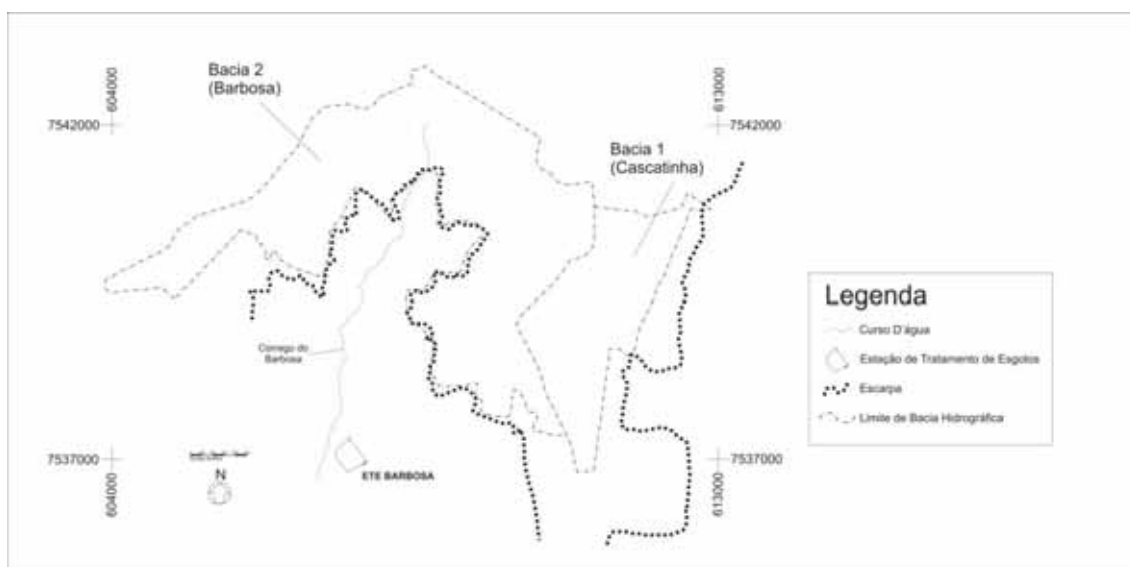 Bacia 2
(Barbosa)
604000
613000
7542000
7542000
Bacia 1
(Cascatinha)
Legenda
Curso D'água
Estação de Tratamento de Esgotos
Escarpa
Limite de Bacia Hidrográfica
Córrego do
Barbosa
7537000
7537000
N
ETE BARBOSA
604000
613000